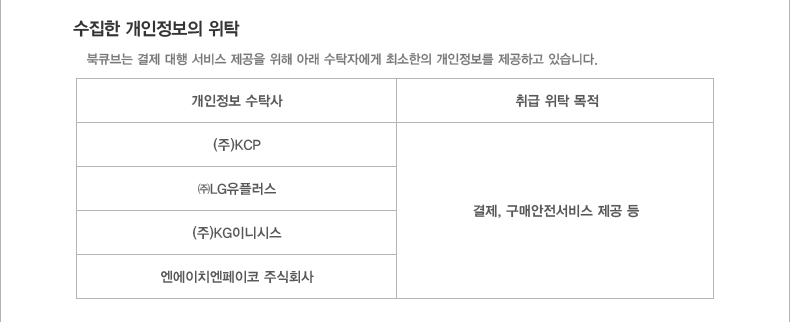 수집한 개인정보의 위탁
북큐브는 결제 대행 서비스 제공을 위해 아래 수탁자에게 최소한의 개인정보를 제공하고 있습니다.
개인정보 수탁사
취급 위탁 목적
(주)KCP
㈜LG유플러스
(주)KG이니시스
엔에이치엔페이코 주식회사
결제, 구매안전서비스 제공 등